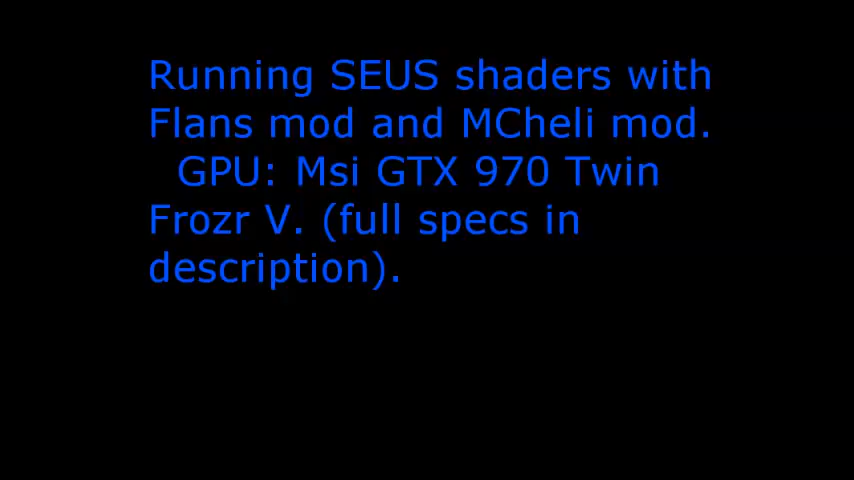 Running SEUS shaders with
Flans mod and MCheli mod.
GPU: Msi GTX 970 Twin
Frozr V. (full specs in
description).